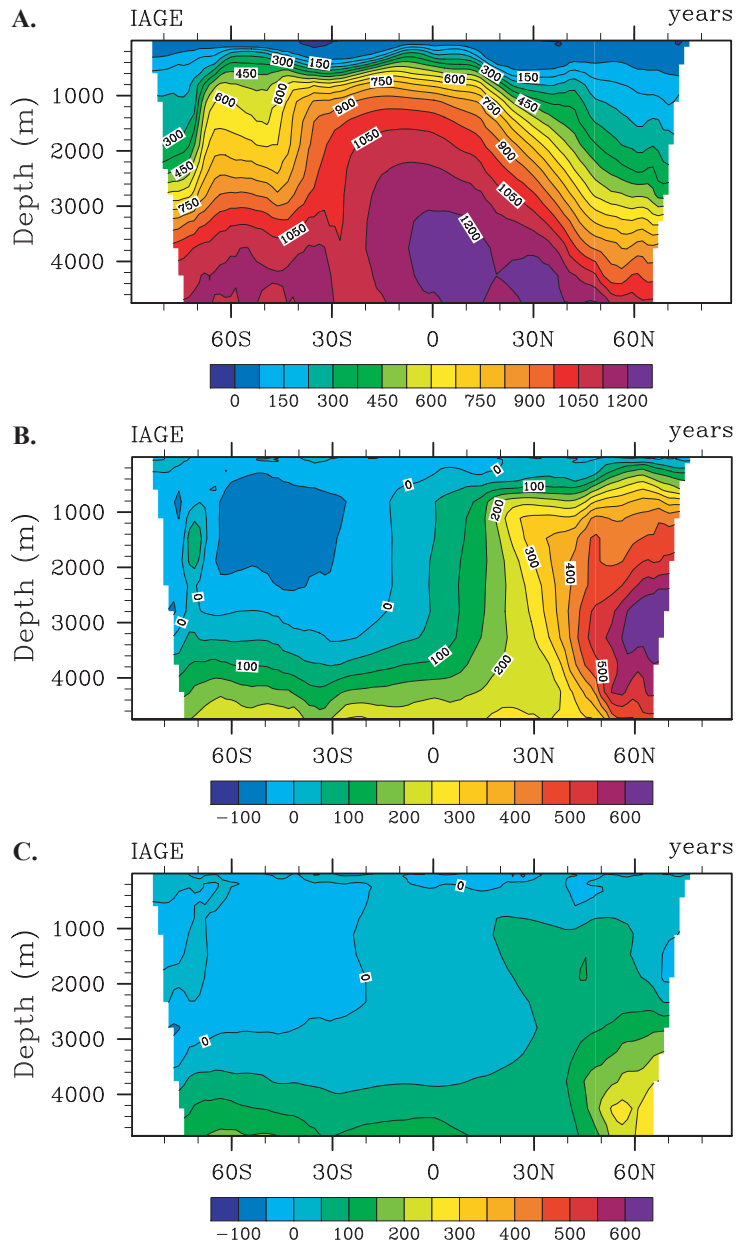 A. IAGE years
300 150 300 150
450 750 600
1000 600 600 750 450
900
2000 300 1050 900
450
3000 750 1050
1050 1200
4000
Depth (m)
60S 30S 0 30N 60N
0 150 300 450 600 750 900 1050 1200
B. IAGE years
0 0
100
1000 200
300
2000 400
0 0
3000 0
100 100 200 500
4000
Depth (m)
60S 30S 0 30N 60N
−100 0 100 200 300 400 500 600
C. IAGE years
0
1000
0
2000
3000 0
4000
Depth (m)
60S 30S 0 30N 60N
−100 0 100 200 300 400 500 600